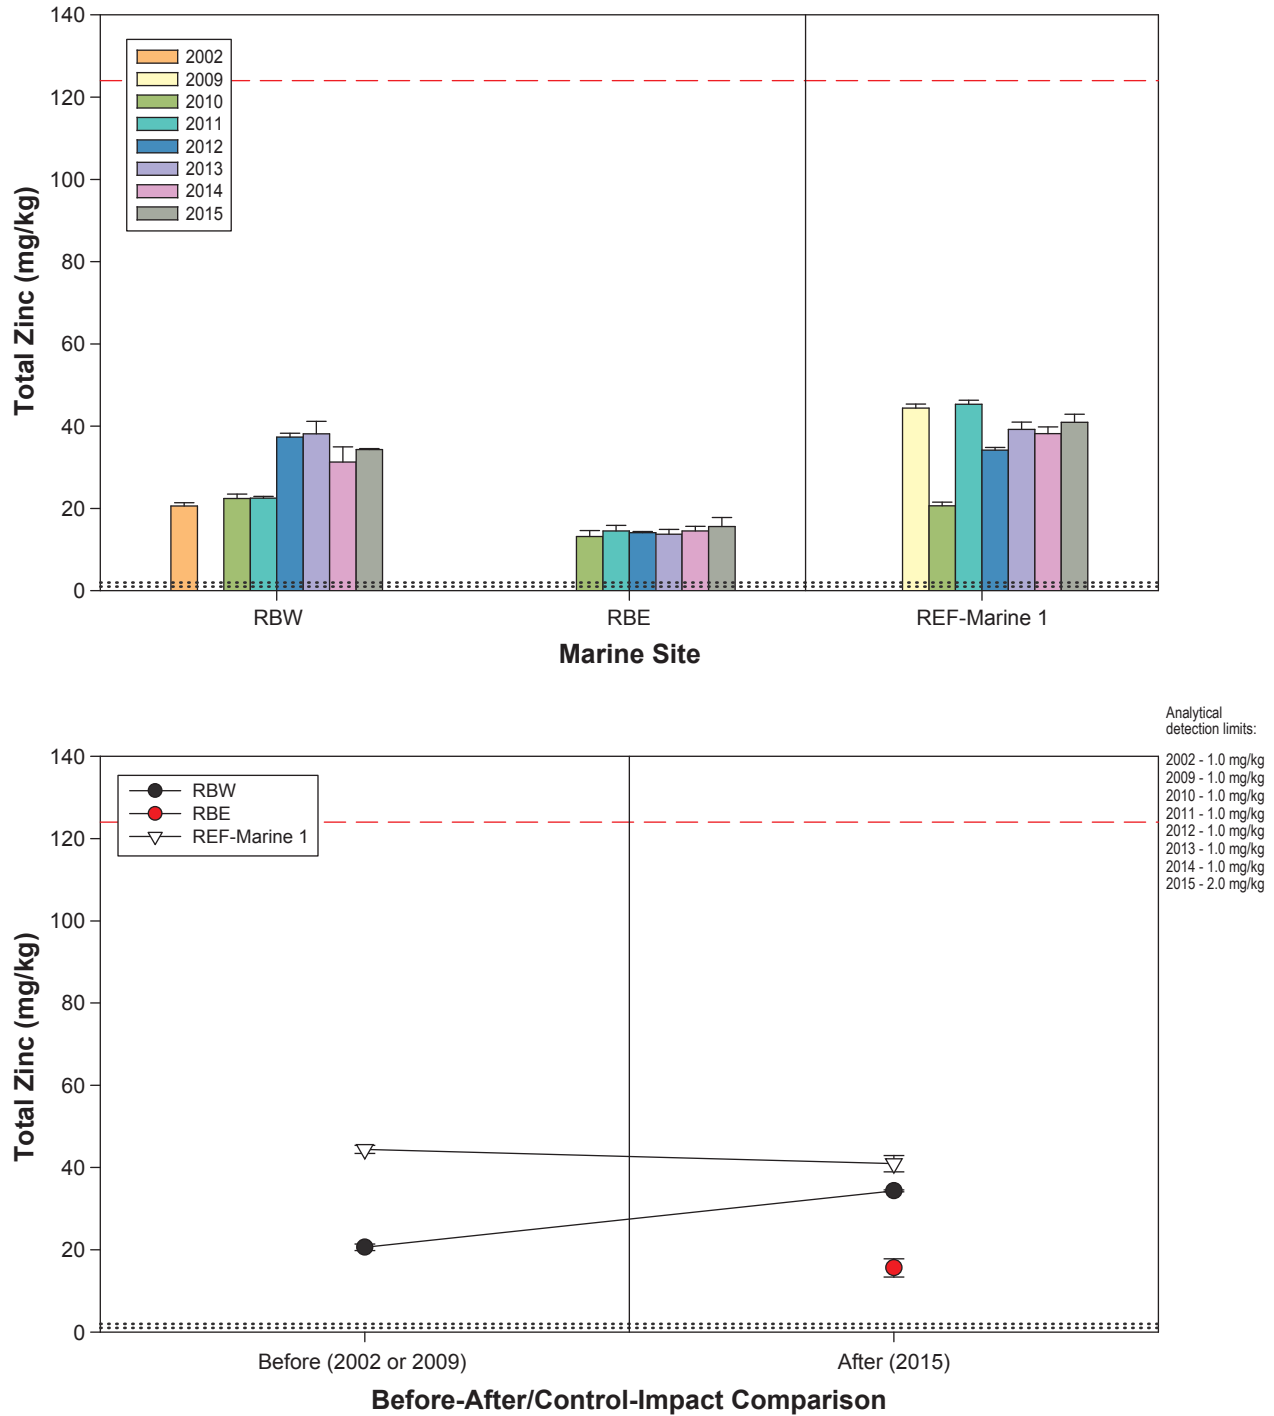 140
120
100
80
60
40
20
0
Total Zinc (mg/kg)
2002
2009
2010
2011
2012
2013
2014
2015
RBW RBE REF-Marine 1
Marine Site
Analytical
detection limits:
2002 - 1.0 mg/kg
2009 - 1.0 mg/kg
2010 - 1.0 mg/kg
2011 - 1.0 mg/kg
2012 - 1.0 mg/kg
2013 - 1.0 mg/kg
2014 - 1.0 mg/kg
2015 - 2.0 mg/kg
140
120
100
80
60
40
20
0
Total Zinc (mg/kg)
RBW
RBE
REF-Marine 1
Before (2002 or 2009) After (2015)
Before-After/Control-Impact Comparison